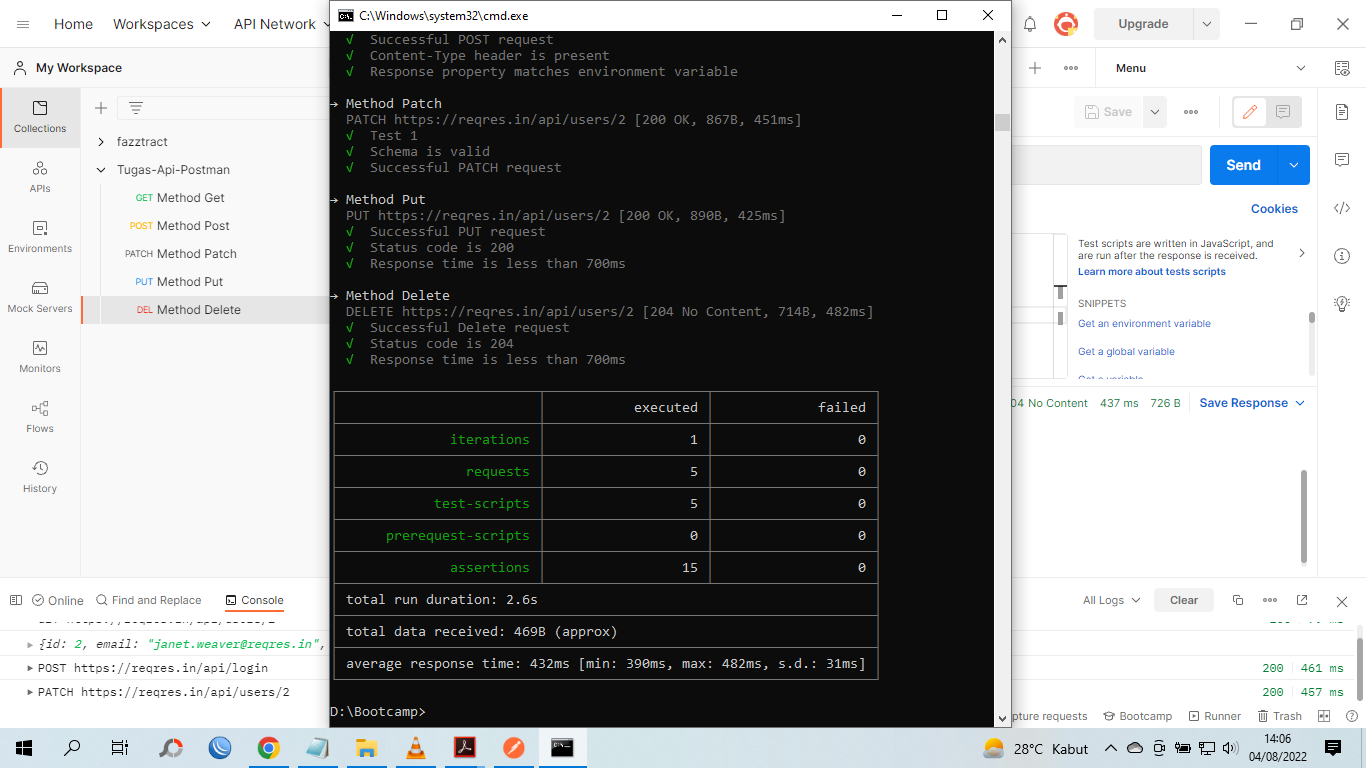 Home
Workspaces
API Network
C:\Windows\system32\cmd.exe
Upgrade
My Workspace
Menu
Collections
APIs
Environments
Mock Servers
Monitors
Flows
History
fazztract
Tugas-Api-Postman
GET Method Get
POST Method Post
PATCH Method Patch
PUT Method Put
DEL Method Delete
√ Successful POST request
√ Content-Type header is present
√ Response property matches environment variable
→ Method Patch
PATCH https://reqres.in/api/users/2 [200 OK, 867B, 451ms]
√ Test 1
√ Schema is valid
√ Successful PATCH request
→ Method Put
PUT https://reqres.in/api/users/2 [200 OK, 890B, 425ms]
√ Successful PUT request
√ Status code is 200
√ Response time is less than 700ms
→ Method Delete
DELETE https://reqres.in/api/users/2 [204 No Content, 714B, 482ms]
√ Successful Delete request
√ Status code is 204
√ Response time is less than 700ms
executed failed
iterations 1 0
requests 5 0
test-scripts 5 0
prerequest-scripts 0 0
assertions 15 0
total run duration: 2.6s
total data received: 469B (approx)
average response time: 432ms [min: 390ms, max: 482ms, s.d.: 31ms]
D:\Bootcamp>
Save
Send
Cookies
Test scripts are written in JavaScript, and
are run after the response is received.
Learn more about tests scripts
SNIPPETS
Get an environment variable
Get a global variable
04 No Content 437 ms 726 B Save Response
Online Find and Replace Console
All Logs Clear
{id: 2, email: "janet.weaver@reqres.in",
POST https://reqres.in/api/login
200 461 ms
PATCH https://reqres.in/api/users/2
200 457 ms
pture requests Bootcamp Runner Trash
28°C Kabut
14:06
04/08/2022